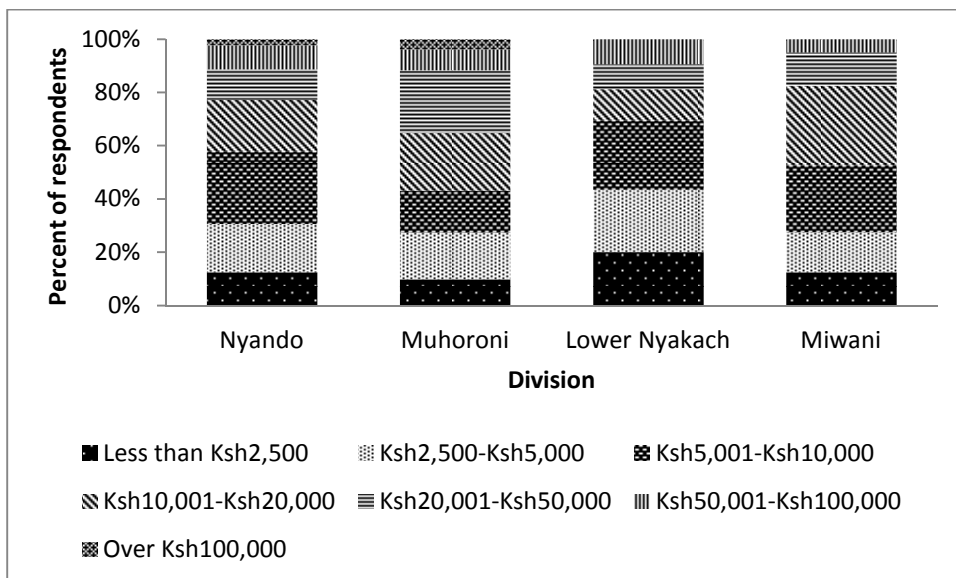 100%
80%
60%
40%
20%
0%
Percent of respondents
Nyando Muhoroni Lower Nyakach Miwani
Division
Less than Ksh2,500 Ksh2,500-Ksh5,000 Ksh5,001-Ksh10,000
Ksh10,001-Ksh20,000 Ksh20,001-Ksh50,000 Ksh50,001-Ksh100,000
Over Ksh100,000